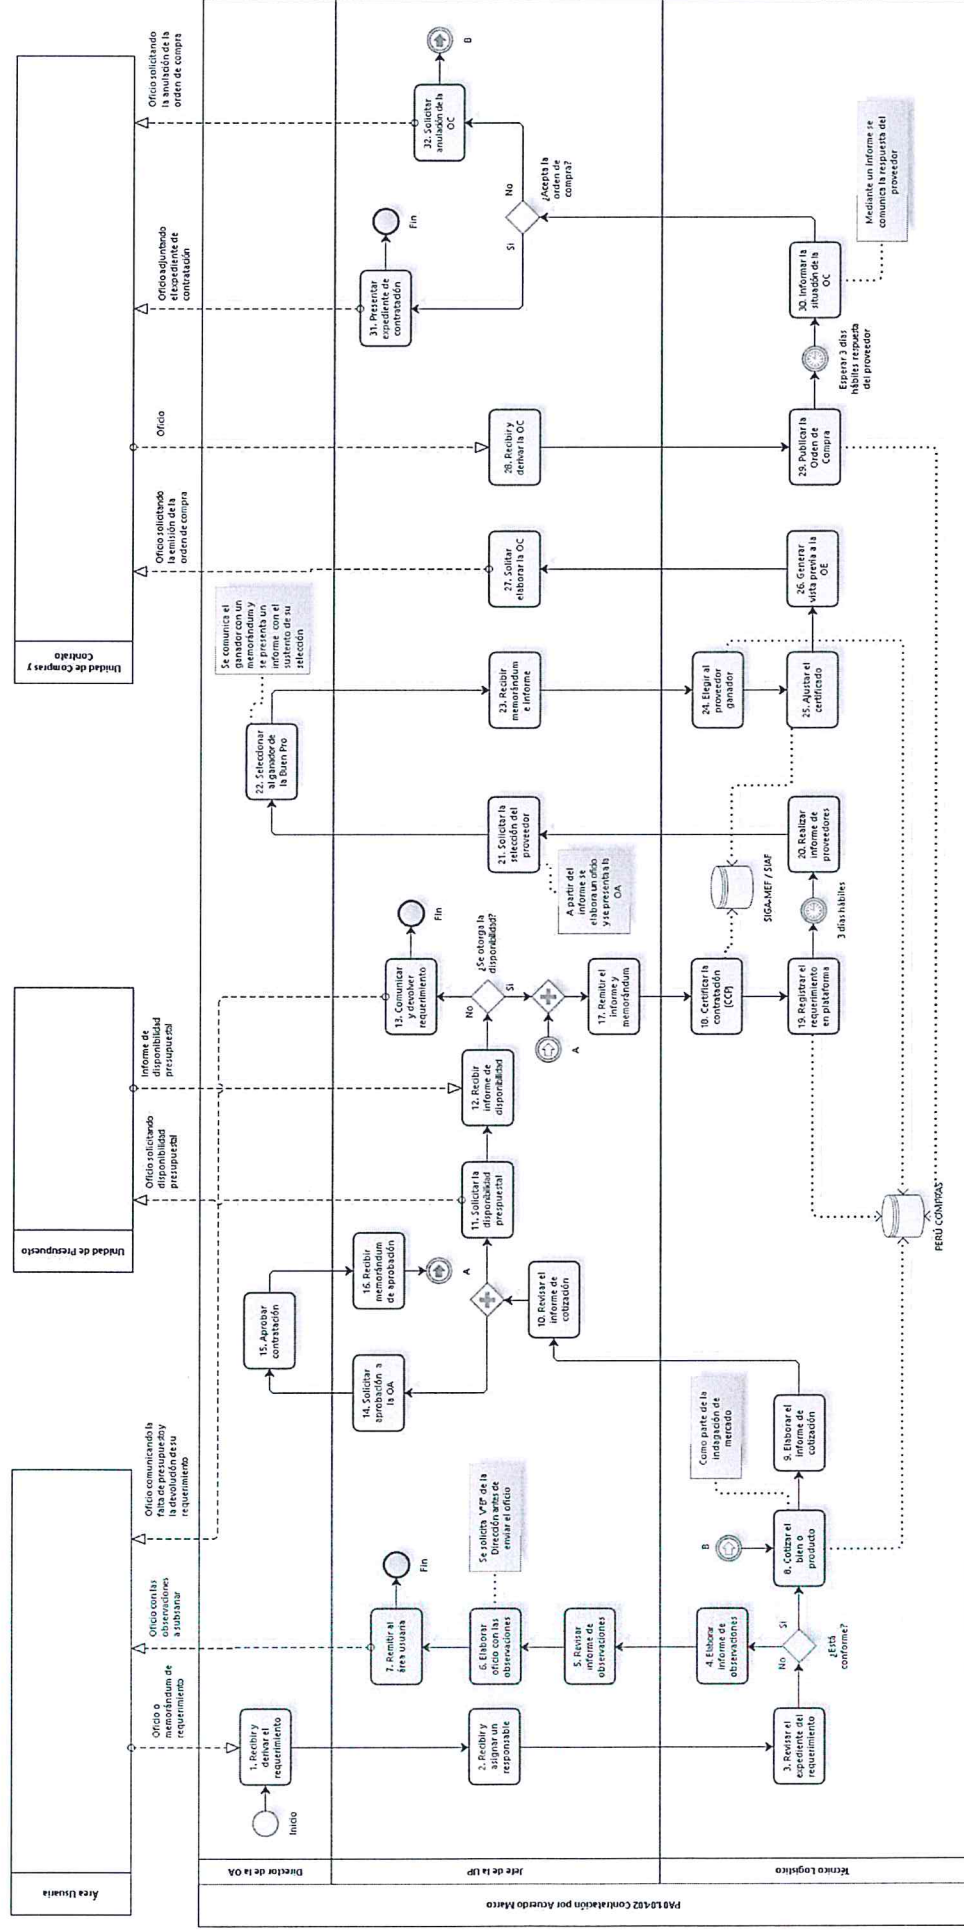 Área Usuaria
Unidad de Presupuesto
Unidad de Compras y
Contrato
Oficio o
memorándum de
requerimiento
Oficio con las
observaciones
a subsanar
Oficio comunicando la
falta de presupuesto y
la devolución de su
requerimiento
Oficio solicitando
disponibilidad
presupuestal
Informe de
disponibilidad
presupuestal
Oficio solicitando
la emisión de la
orden de compra
Oficio
Oficio adjuntando
el expediente de
contratación
Oficio solicitando
la anulación de la
orden de compra
PA01.04.02 Contratación por Acuerdo Marco
Director de la OA
Inicio
1. Recibir y
derivar el
requerimiento
15. Aprobar
contratación
22. Seleccionar
al ganador de
la Buen Pro
Se comunica el
ganador con un
memorándum y
se presenta un
informe con el
sustento de su
selección
Jefe de la UP
2. Recibir y
asignar un
responsable
7. Remitir al
área usuaria
Fin
6. Elaborar
oficio con las
observaciones
Se solicita V°B° de la
Dirección antes de
enviar el oficio
5. Revisar
informe de
observaciones
14. Solicitar
aprobación a
la OA
16. Recibir
memorándum
de aprobación
A
10. Revisar el
informe de
cotización
11. Solicitar la
disponibilidad
prespuestal
12. Recibir
informe de
disponibilidad
¿Se otorga la
disponibilidad?
No
Si
13. Comunicar
y devolver
requerimiento
Fin
A
17. Remitir el
informe y
memorándum
21. Solicitar la
selección del
proveedor
A partir del
informe se
elabora un oficio
y se presenta a la
OA
23. Recibir
memorándum
e informe
27. Solitar
elaborar la OC
28. Recibir y
derivar la OC
31. Presentar
expediente de
contratación
Fin
Si
No
¿Acepta la
orden de
compra?
32. Solicitar
anulación de la
OC
B
Técnico Logístico
3. Revisar el
expediente del
requerimiento
¿Está
conforme?
No
Si
4. Elaborar
informe de
observaciones
B
8. Cotizar el
bien o
producto
Como parte de la
indagación de
mercado
9. Elaborar el
informe de
cotización
PERÚ COMPRAS
18. Certificar la
contratación
(CCP)
SIGA-MEF / SIAF
19. Registrar el
requerimiento
en plataforma
3 días hábiles
20. Realizar
informe de
proveedores
24. Elegir al
proveedor
ganador
25. Ajustar el
certificado
26. Generar
vista previa a la
OE
29. Publicar la
Orden de
Compra
Esperar 3 días
hábiles respuesta
del proveedor
30. Informar la
situación de la
OC
Mediante un informe se
comunica la respuesta del
proveedor